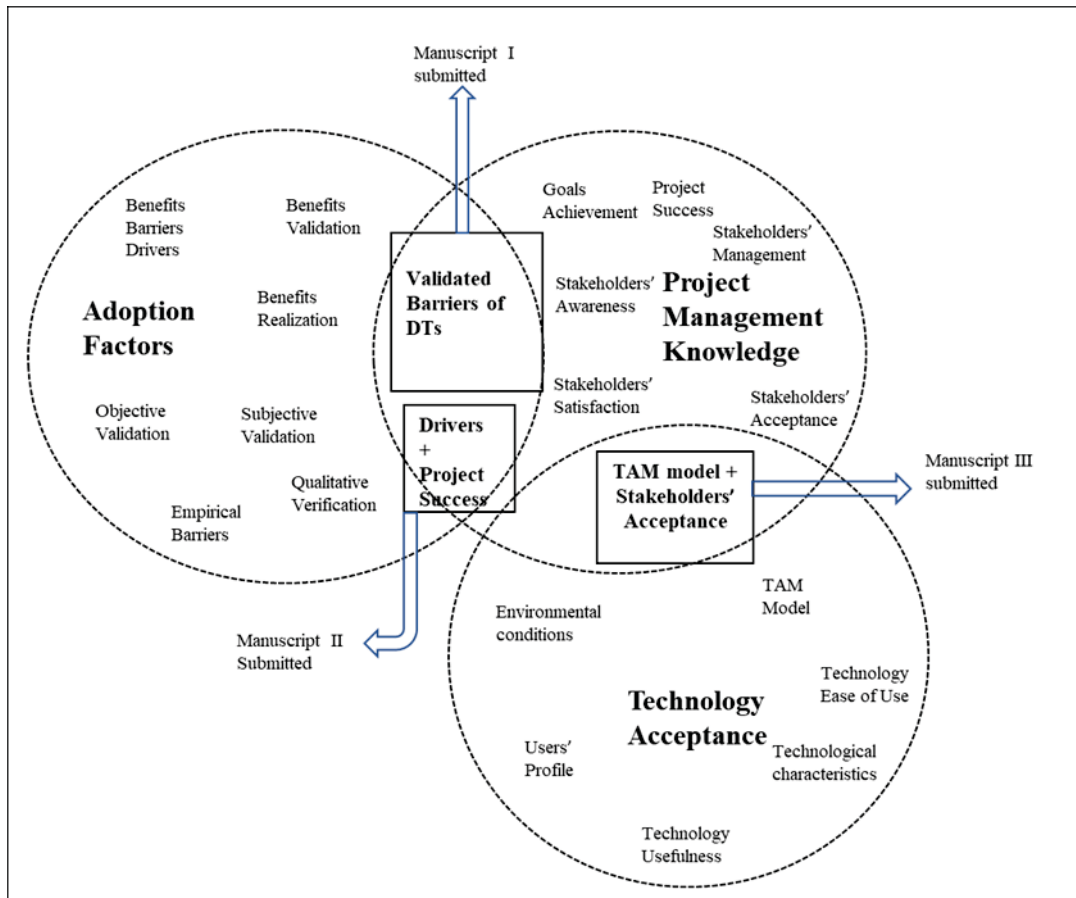 Manuscript I
submitted
Benefits
Barriers
Drivers
Benefits
Validation
Benefits
Realization
Adoption
Factors
Objective
Validation
Subjective
Validation
Qualitative
Verification
Empirical
Barriers
Validated
Barriers of
DTs
Drivers
+
Project
Success
Manuscript II
Submitted
Goals
Achievement
Project
Success
Stakeholders'
Management
Stakeholders'
Awareness
Project
Management
Knowledge
Stakeholders'
Satisfaction
Stakeholders'
Acceptance
TAM model +
Stakeholders'
Acceptance
Manuscript III
submitted
Environmental
conditions
TAM
Model
Technology
Ease of Use
Technology
Acceptance
Users'
Profile
Technological
characteristics
Technology
Usefulness